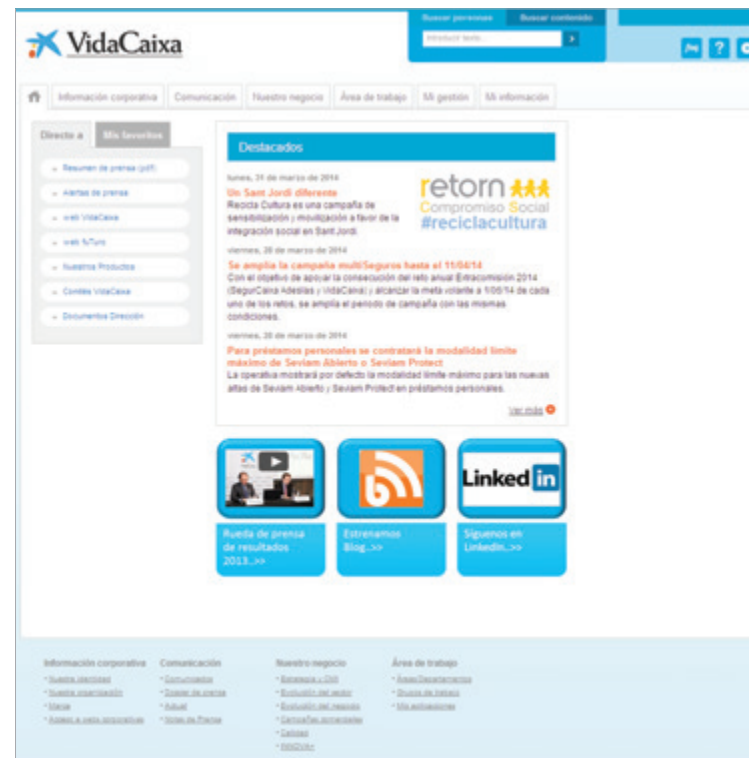 Buscar personas Buscar contenido
Introducir texto..
VidaCaixa
?
Información corporativa Comunicación Nuestro negocio Área de trabajo Mi gestión Mi información
Directo a Mis favoritos
Resumen de prensa (pdf)
Alertas de prensa
web VidaCaixa
web fuTuro
Nuestros Productos
Comités VidaCaixa
Documentos Dirección
Destacados
lunes, 31 de marzo de 2014
Un Sant Jordi diferente
Recicla Cultura es una campaña de
sensibilización y movilización a favor de la
integración social en Sant Jordi.
retorn
Compromiso Social
#reciclacultura
viernes, 28 de marzo de 2014
Se amplia la campaña multiSeguros hasta el 11/04/14
Con el objetivo de apoyar la consecución del reto anual Extracomisión 2014
(SegurCaixa Adeslas y VidaCaixa) y alcanzar la meta volante a 1/06/14 de cada
uno de los retos, se amplia el periodo de campaña con las mismas
condiciones.
viernes, 28 de marzo de 2014
Para préstamos personales se contratará la modalidad límite
máximo de Seviam Abierto o Seviam Protect
La operativa mostrará por defecto la modalidad límite máximo para las nuevas
altas de Seviam Abierto y Seviam Protect en préstamos personales.
Ver más
Linked in
Rueda de prensa
de resultados
2013..>>
Estrenamos
Blog..>>
Síguenos en
LinkedIn..>>
Información corporativa Comunicación Nuestro negocio Área de trabajo
Nuestra identidad Comunicados Estrategia y CMI Áreas/Departamentos
Nuestra organización Dossier de prensa Evolución del sector Grupos de trabajo
Marca Actual Evolución del negocio Mis aplicaciones
Acceso a webs corporativas Notas de Prensa Campañas comerciales
Calidad
INNOVA+